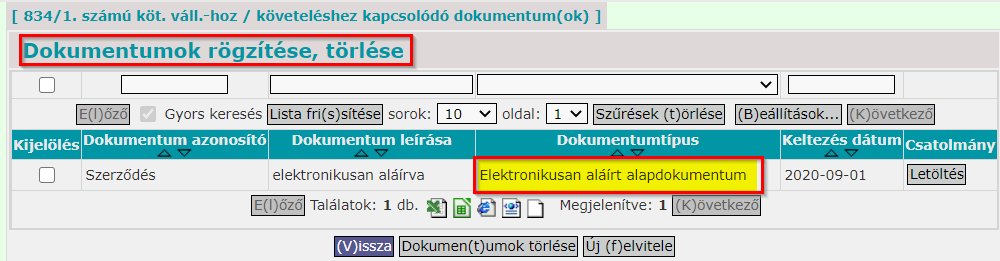 [ 834/1. számú köt. váll.-hoz / követeléshez kapcsolódó dokumentum(ok) ]
Dokumentumok rögzítése, törlése
E(l)őző Gyors keresés Lista fri(s)sítése sorok: 10 oldal: 1 Szűrések (t)örlése (B)eállítások... (K)övetkező
Kijelölés Dokumentum azonosító Dokumentum leírása Dokumentumtípus Keltezés dátum Csatolmány
Szerződés elektronikusan aláírva Elektronikusan aláírt alapdokumentum 2020-09-01 Letöltés
E(l)őző Találatok: 1 db. Megjelenítve: 1 (K)övetkező
(V)issza Dokumen(t)umok törlése Új (f)elvitele